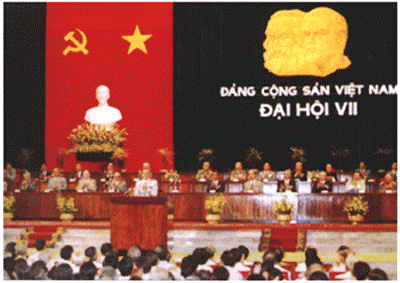 ĐẢNG CỘNG SẢN VIỆT NAM
ĐẠI HỘI VII